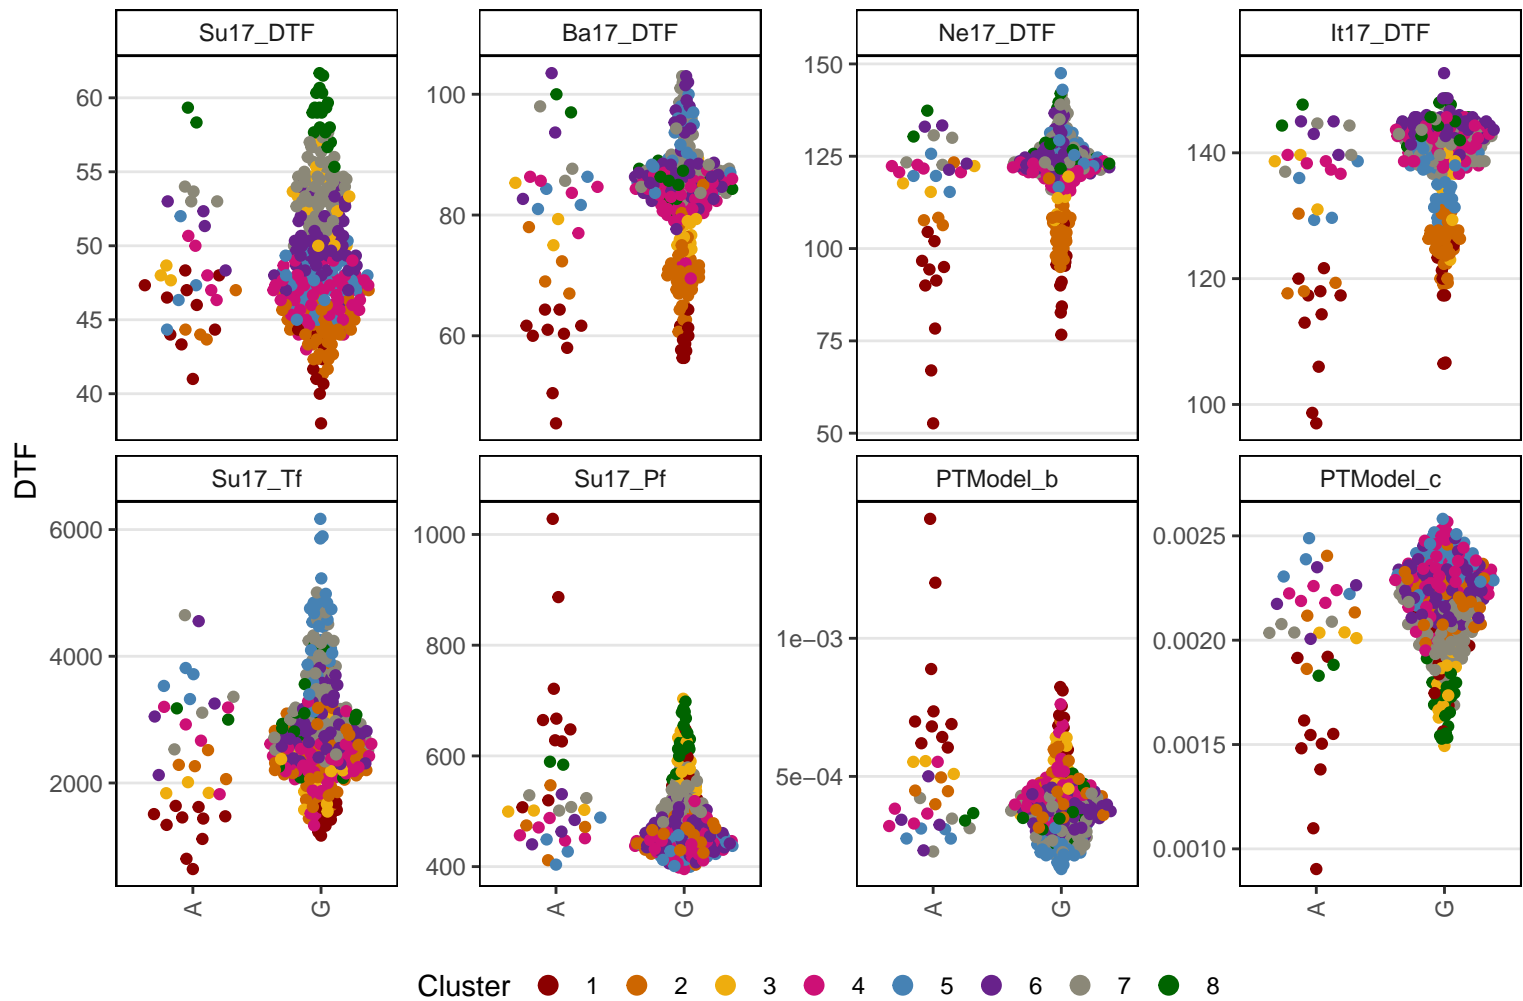 Su17_DTF Ba17_DTF Ne17_DTF It17_DTF
60 55 50 45 40
100 80 60
150 125 100 75 50
140 120 100
DTF
Su17_Tf Su17_Pf PTModel_b PTModel_c
6000 4000 2000
1000 800 600 400
1e−03 5e−04
0.0025 0.0020 0.0015 0.0010
A G A G A G A G
Cluster 1 2 3 4 5 6 7 8